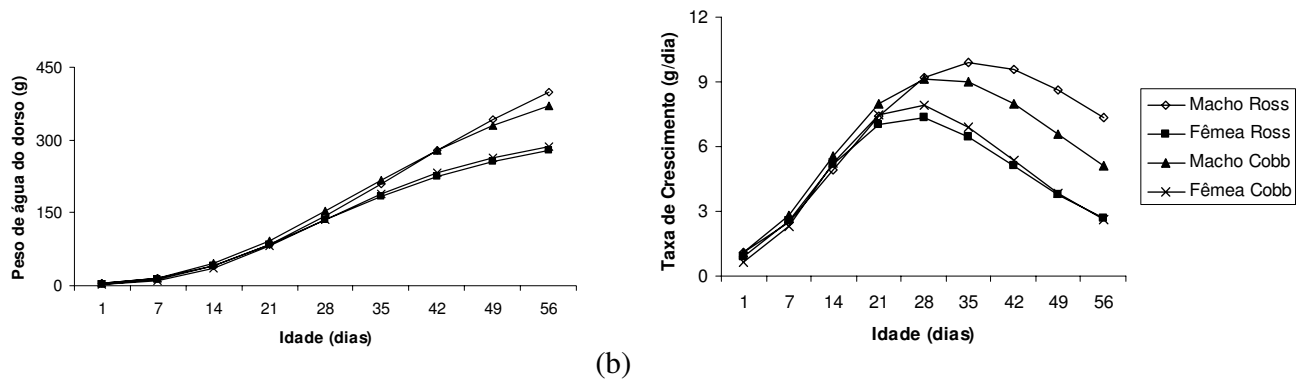 450
300
150
0
Peso de água do dorso (g)
1 7 14 21 28 35 42 49 56
Idade (dias)
12
9
6
3
0
Taxa de Crescimento (g/dia)
1 7 14 21 28 35 42 49 56
Idade (dias)
Macho Ross
Fêmea Ross
Macho Cobb
Fêmea Cobb
(b)